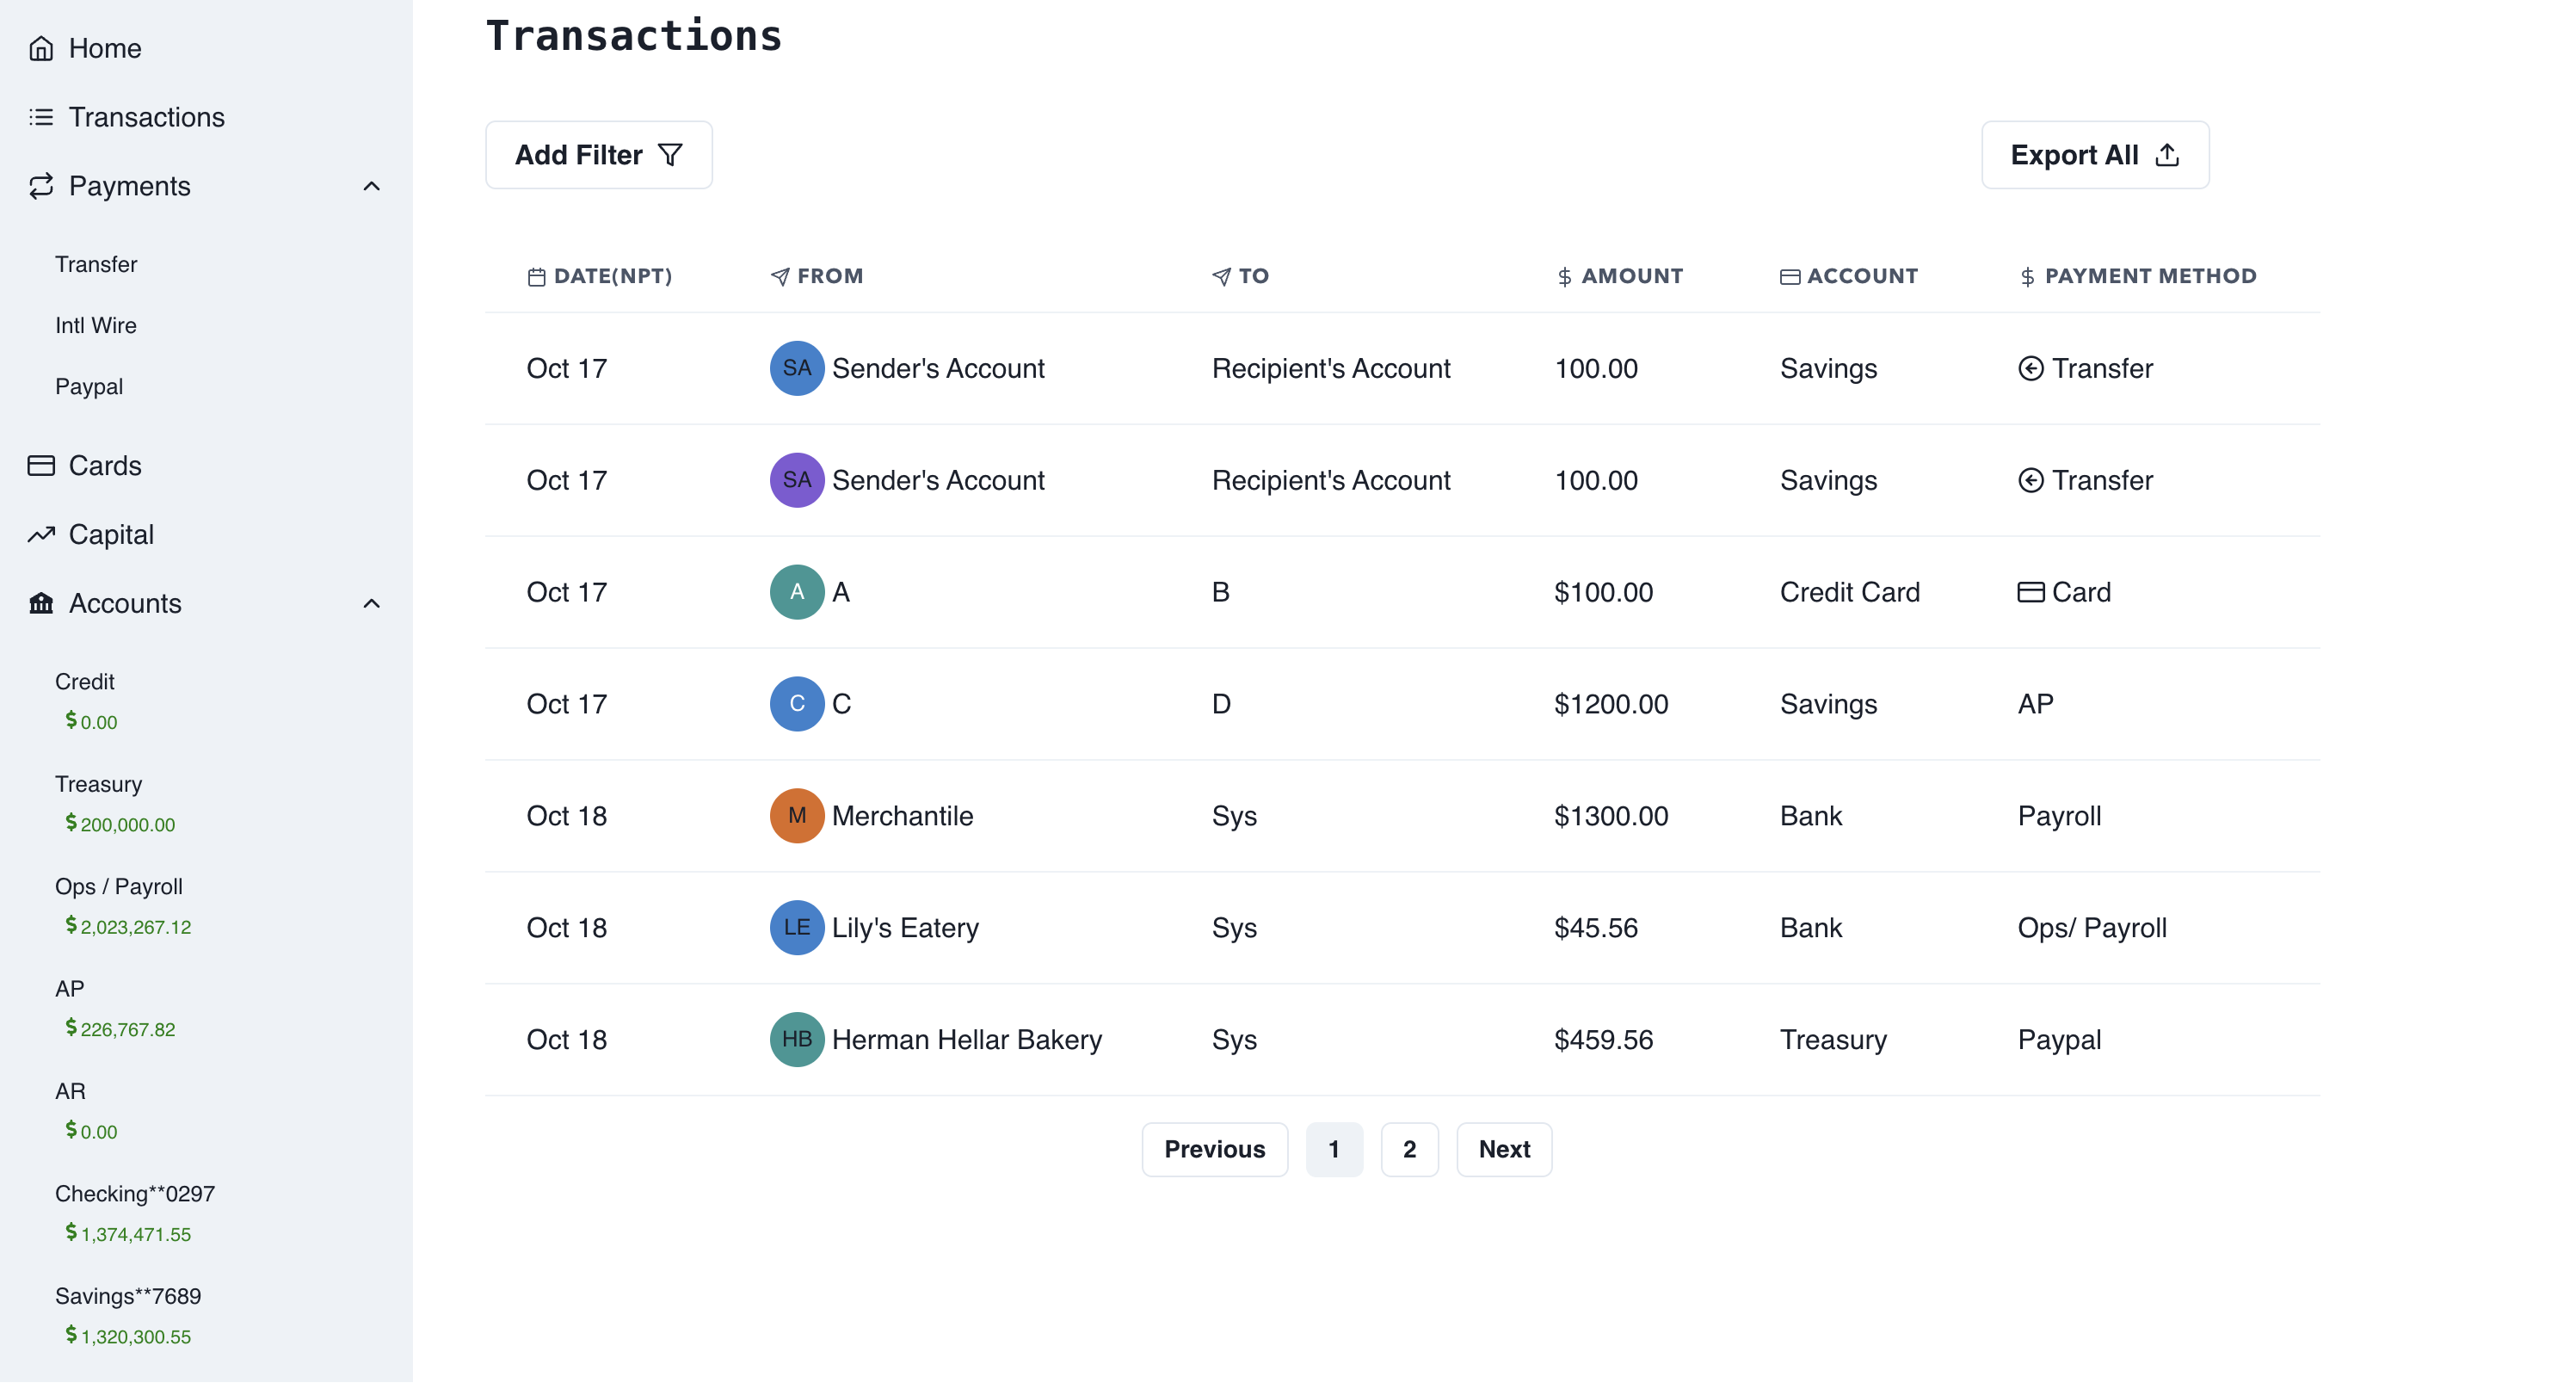 Home
Transactions
Payments
Transfer
Intl Wire
Paypal
Cards
Capital
Accounts
Credit
$ 0.00
Treasury
$ 200,000.00
Ops / Payroll
$ 2,023,267.12
AP
$ 226,767.82
AR
$ 0.00
Checking**0297
$ 1,374,471.55
Savings**7689
$ 1,320,300.55
Transactions
Add Filter
Export All
DATE(NPT) FROM TO $ AMOUNT ACCOUNT $ PAYMENT METHOD
Oct 17 SA Sender's Account Recipient's Account 100.00 Savings Transfer
Oct 17 SA Sender's Account Recipient's Account 100.00 Savings Transfer
Oct 17 A A B $100.00 Credit Card Card
Oct 17 C C D $1200.00 Savings AP
Oct 18 M Merchantile Sys $1300.00 Bank Payroll
Oct 18 LE Lily's Eatery Sys $45.56 Bank Ops/ Payroll
Oct 18 HB Herman Hellar Bakery Sys $459.56 Treasury Paypal
Previous 1 2 Next